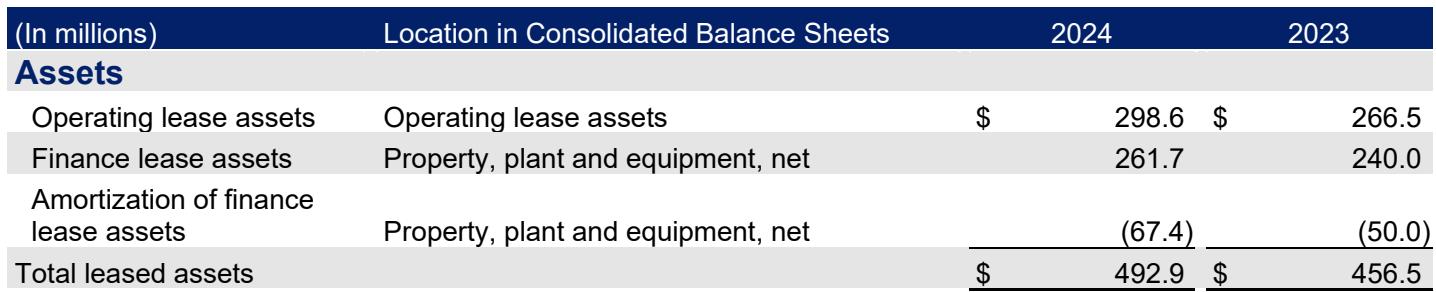 (In millions) Location in Consolidated Balance Sheets 2024 2023
Assets
Operating lease assets Operating lease assets $ 298.6 $ 266.5
Finance lease assets Property, plant and equipment, net 261.7 240.0
Amortization of finance
lease assets Property, plant and equipment, net (67.4) (50.0)
Total leased assets $ 492.9 $ 456.5